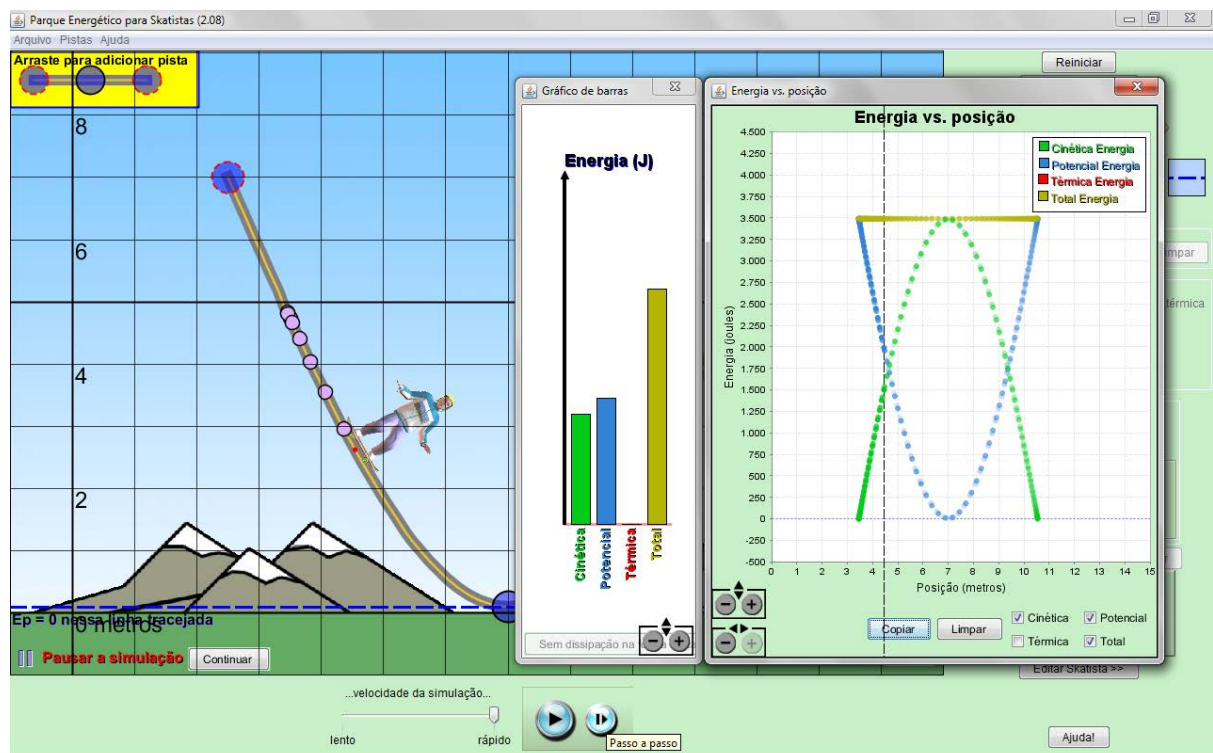 Parque Energético para Skatistas (2.08)
Arquivo Pistas Ajuda
Arraste para adicionar pista
8
6
4
2
0 metros
Ep = 0 nessa linha tracejada
Pausar a simulação Continuar
...velocidade da simulação...
lento rápido
Passo a passo
Gráfico de barras
Energia (J)
Cinética
Potencial
Térmica
Total
Sem dissipação na
Energia vs. posição
Energia vs. posição
Cinética Energia
Potencial Energia
Térmica Energia
Total Energia
4.500
4.250
4.000
3.750
3.500
3.250
3.000
2.750
2.500
2.250
2.000
1.750
1.500
1.250
1.000
750
500
250
0
-250
-500
Energia (joules)
0 1 2 3 4 5 6 7 8 9 10 11 12 13 14 15
Posição (metros)
Copiar Limpar
Cinética Potencial
Térmica Total
Reiniciar
impar
térmica
Editar Skatista >>
Ajuda!